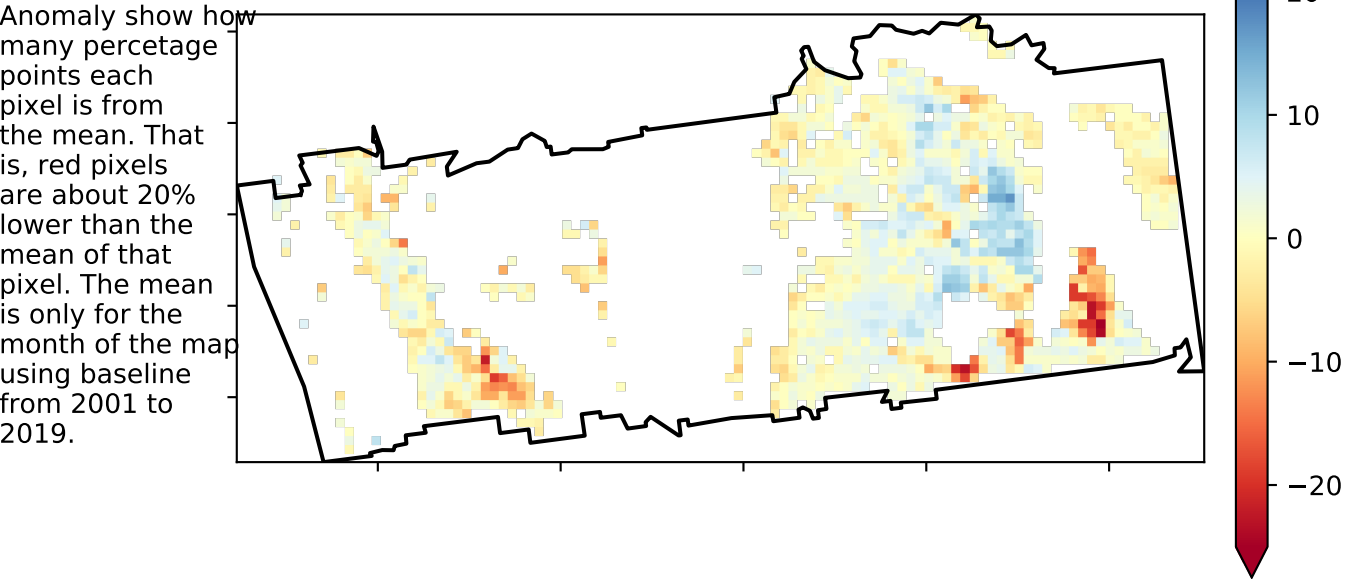 Anomaly show how
many percetage
points each
pixel is from
the mean. That
is, red pixels
are about 20%
lower than the
mean of that
pixel. The mean
is only for the
month of the map
using baseline
from 2001 to
2019.
10
0
−10
−20